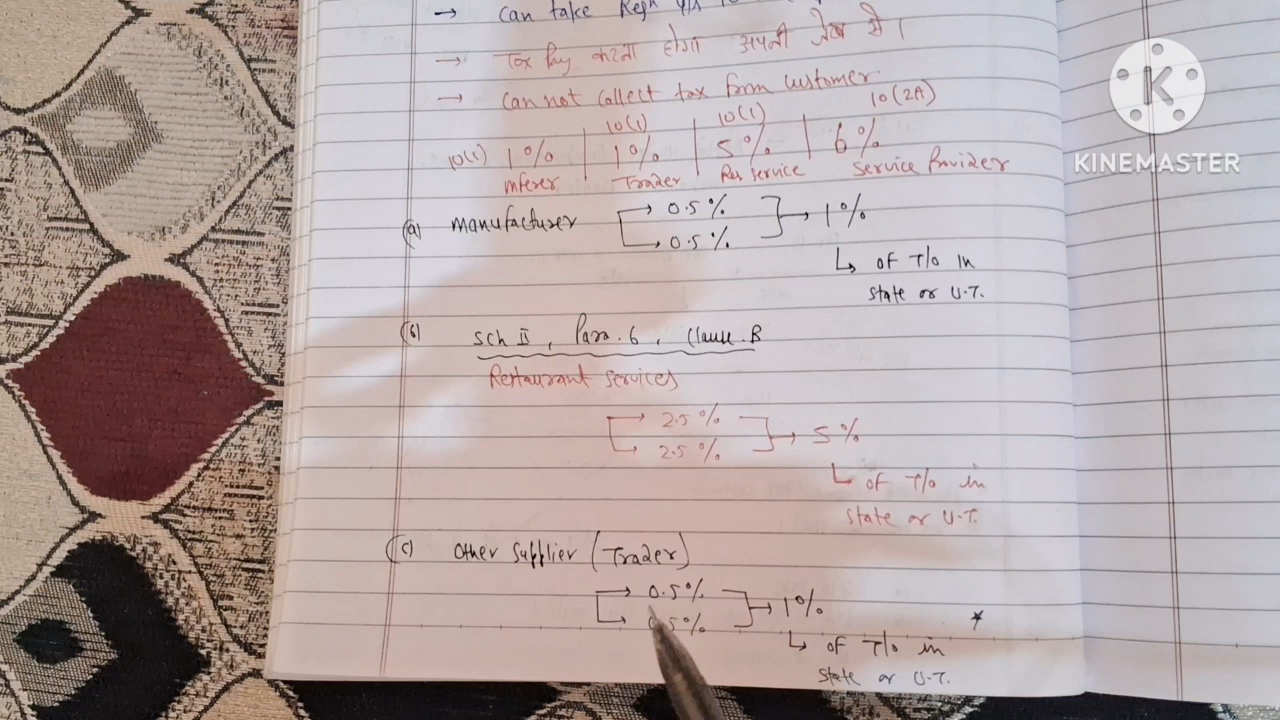 → can take Regn
→ Tax Pay करना होगा अपनी जेब से।
→ Can not collect tax from customer.
10(1) 10(1) 10(2A)
10(1) 1% | 1% | 5% | 6%
mferer Trader Res service Service Provider
(a) manufacturer → 0.5% → 0.5% → 1%
↳ of T/o in
state or U.T.
(b) Sch II, Para. 6, Clause. B
Restaurant services
→ 2.5% → 2.5% → 5%
↳ of T/o in
state or U.T.
(c) Other supplier (Trader)
→ 0.5% → 0.5% → 1%
↳ of T/o in
state or U.T.
K
KINEMASTER